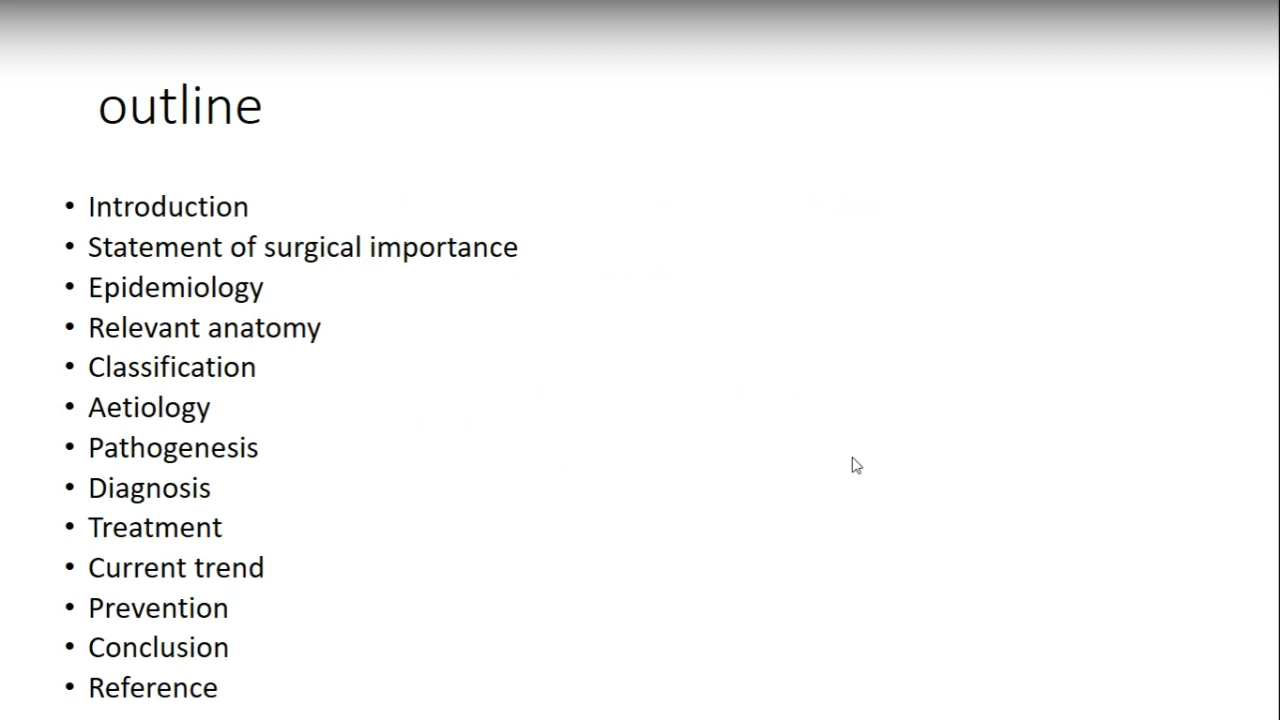 outline
• Introduction
• Statement of surgical importance
• Epidemiology
• Relevant anatomy
• Classification
• Aetiology
• Pathogenesis
• Diagnosis
• Treatment
• Current trend
• Prevention
• Conclusion
• Reference